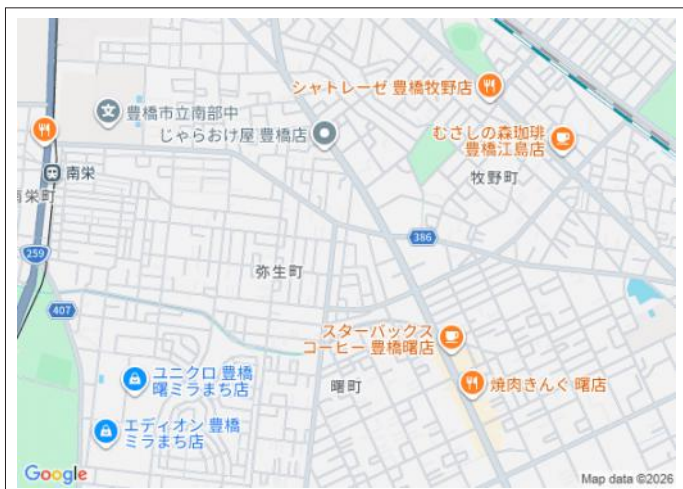 シャトレーゼ 豊橋牧野店
豊橋市立南部中
じゃらおけ屋 豊橋店
むさしの森珈琲
豊橋江島店
南栄
牧野町
南栄町
386
259
弥生町
407
スターバックス
コーヒー 豊橋曙店
ユニクロ 豊橋
曙ミラまち店
曙町
焼肉きんぐ 曙店
エディオン 豊橋
ミラまち店
Google
Map data ©2026